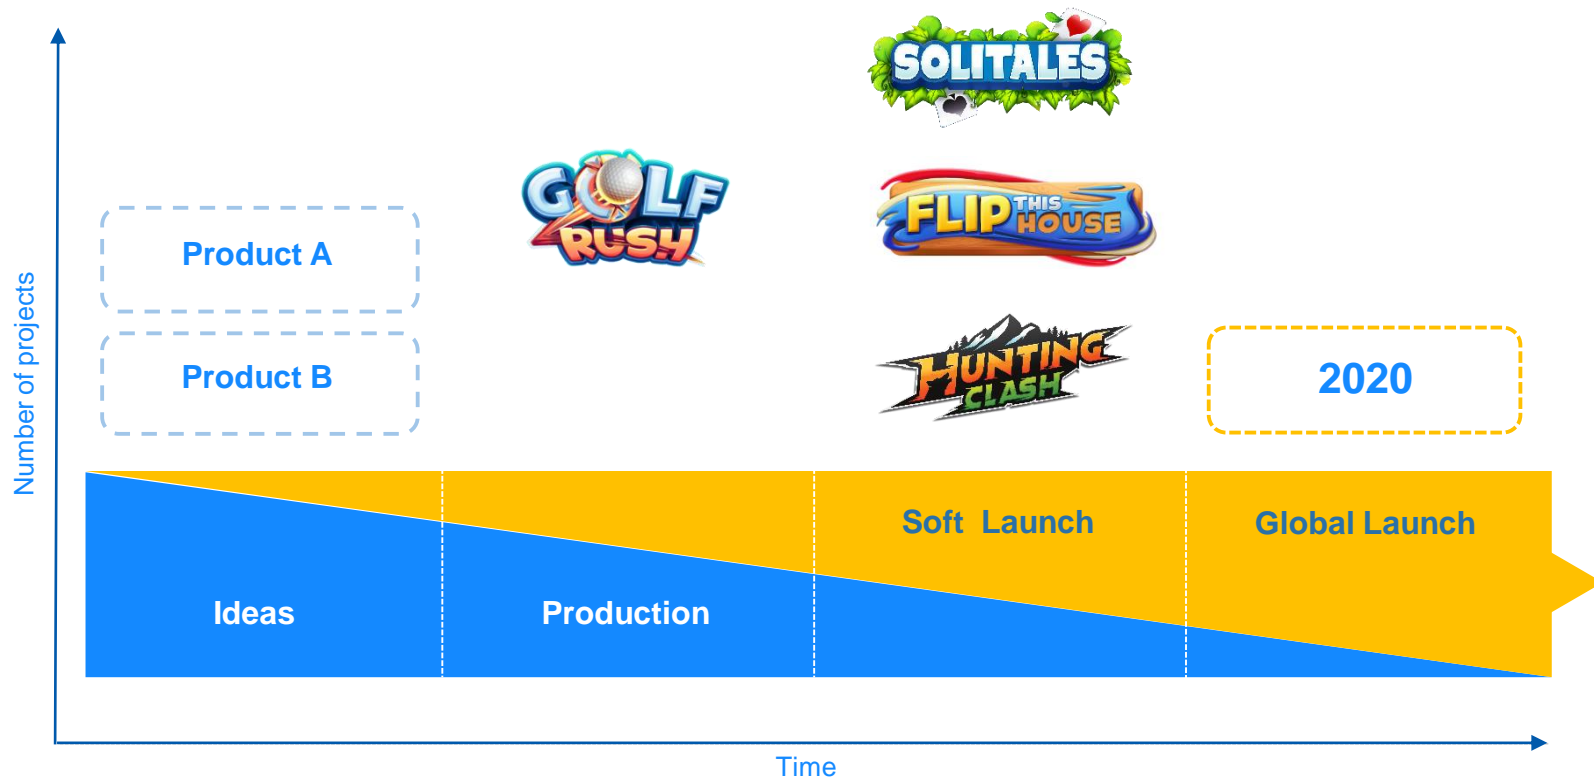 SOLITALES
GOLF
RUSH
FLIP THIS
HOUSE
Product A
Product B
HUNTING
CLASH
2020
Number of projects
Soft Launch
Global Launch
Ideas
Production
Time